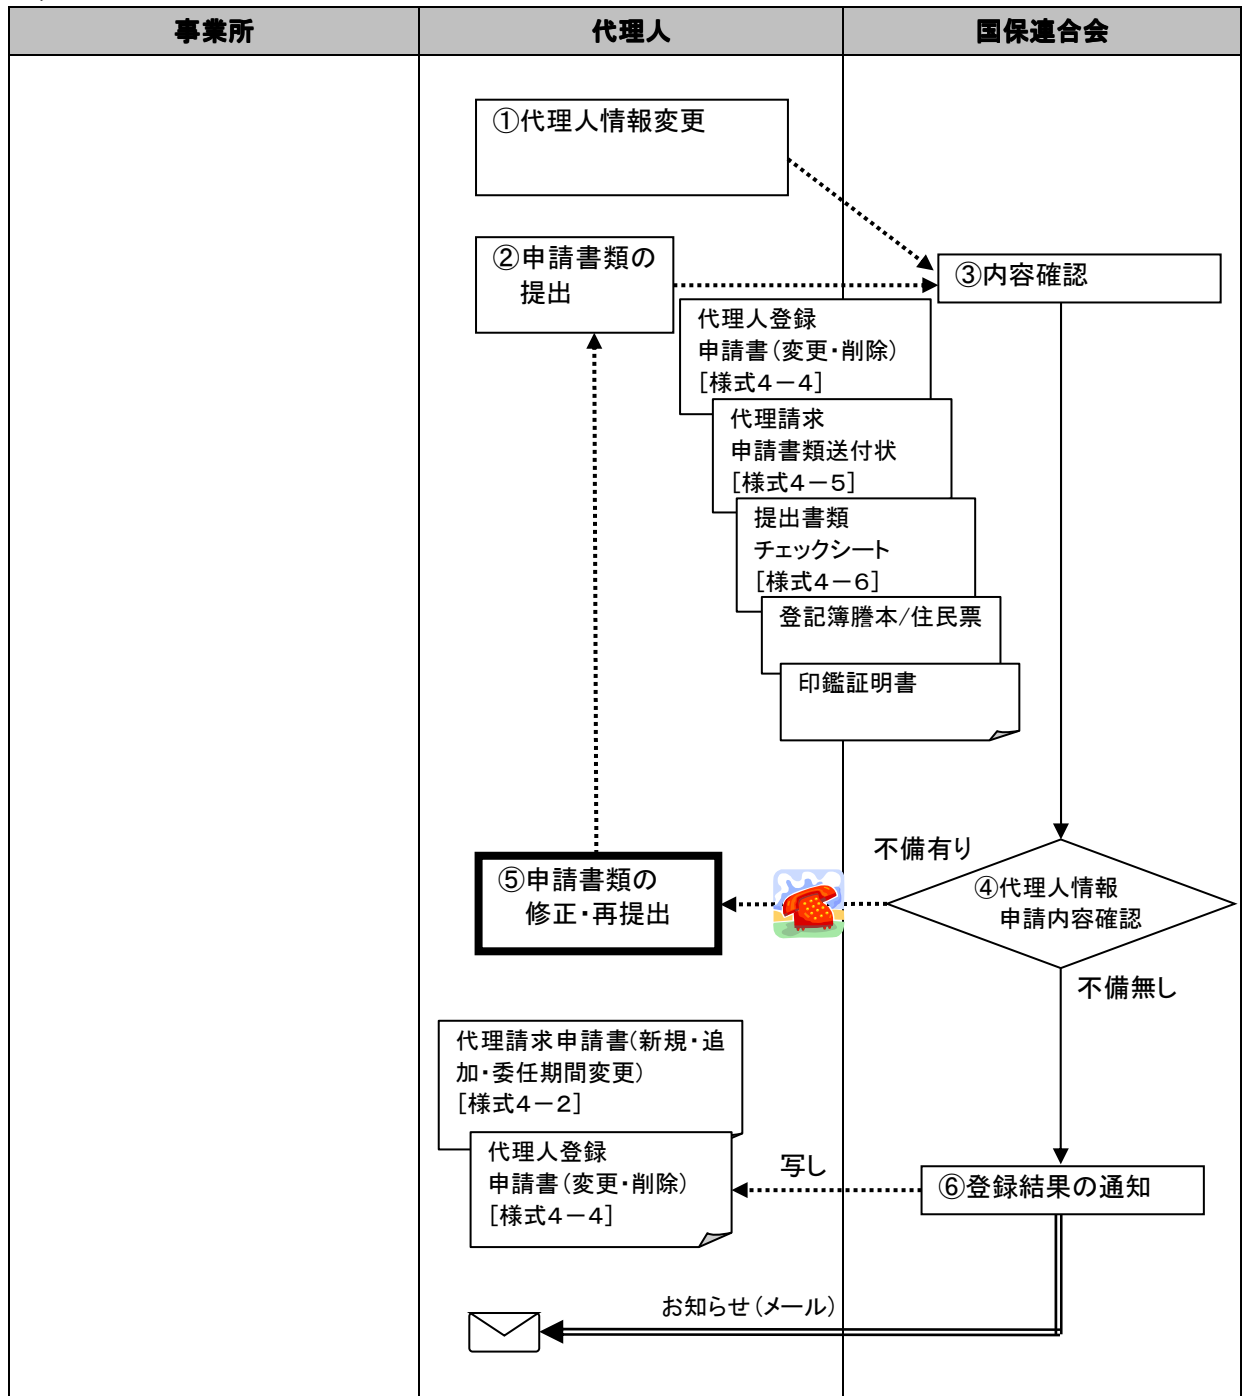 事業所
代理人
国保連合会
①代理人情報変更
②申請書類の
提出
③内容確認
代理人登録
申請書(変更・削除)
[様式4-4]
代理請求
申請書類送付状
[様式4-5]
提出書類
チェックシート
[様式4-6]
登記簿謄本/住民票
印鑑証明書
不備有り
④代理人情報
申請内容確認
⑤申請書類の
修正・再提出
不備無し
代理請求申請書(新規・追
加・委任期間変更)
[様式4-2]
代理人登録
申請書(変更・削除)
[様式4-4]
写し
⑥登録結果の通知
お知らせ(メール)